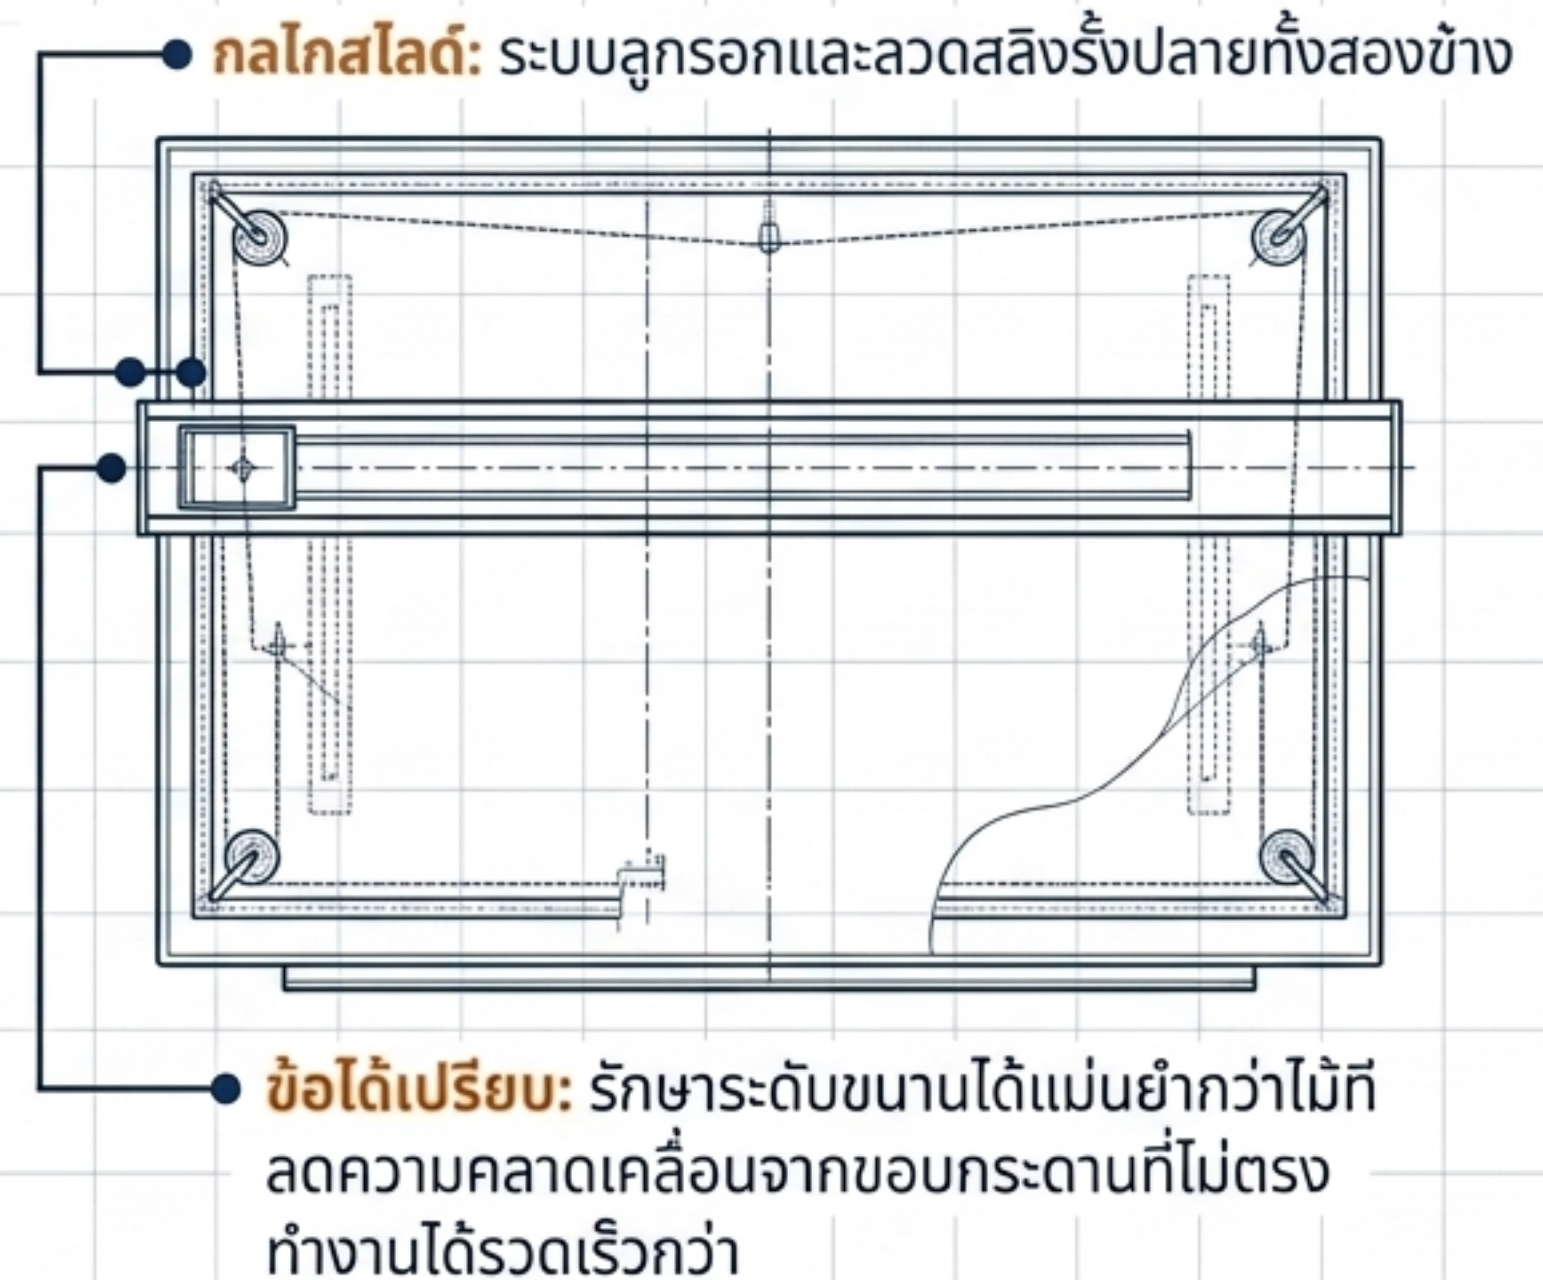 กลไกสไลด์: ระบบลูกรอกและลวดสลิงรั้งปลายทั้งสองข้าง
ข้อได้เปรียบ: รักษาระดับขนานได้แม่นยำกว่าไม้ที
ลดความคลาดเคลื่อนจากขอบกระดานที่ไม่ตรง
ทำงานได้รวดเร็วกว่า